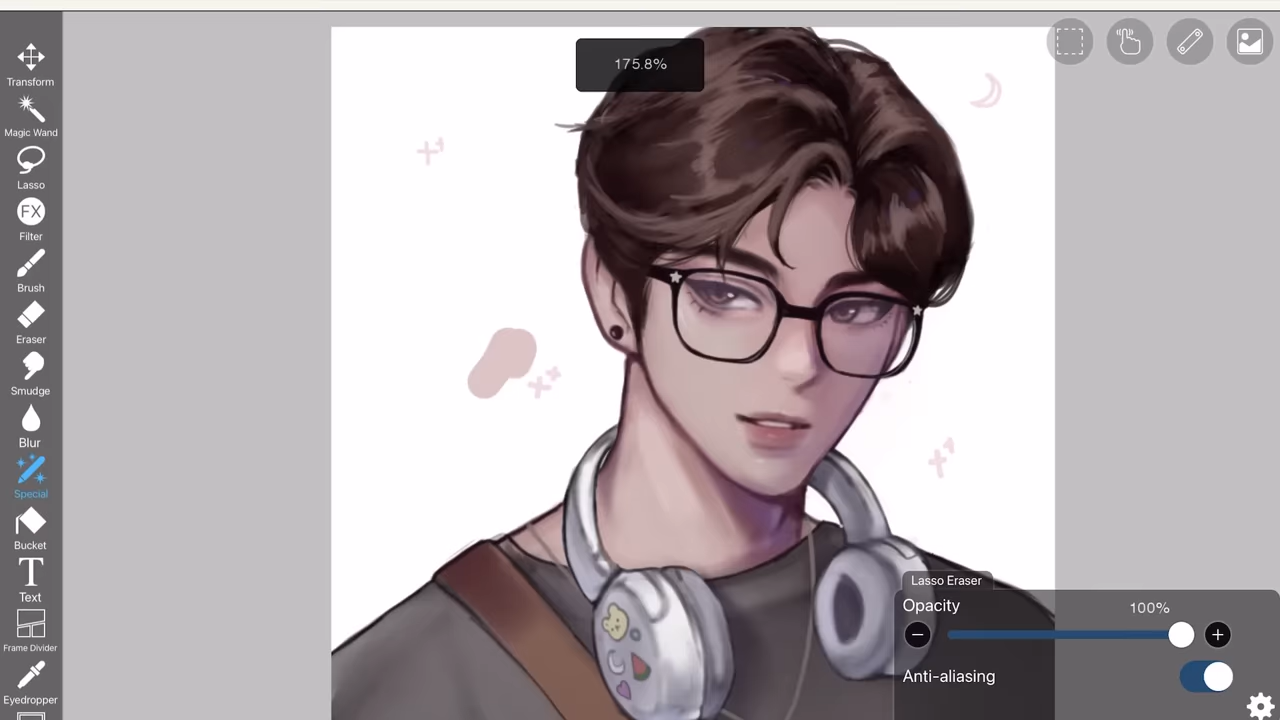 175.8%
Transform
Magic Wand
Lasso
FX
Filter
Brush
Eraser
Smudge
Blur
Special
Bucket
T
Text
Frame Divider
Eyedropper
Lasso Eraser
Opacity 100%
Anti-aliasing